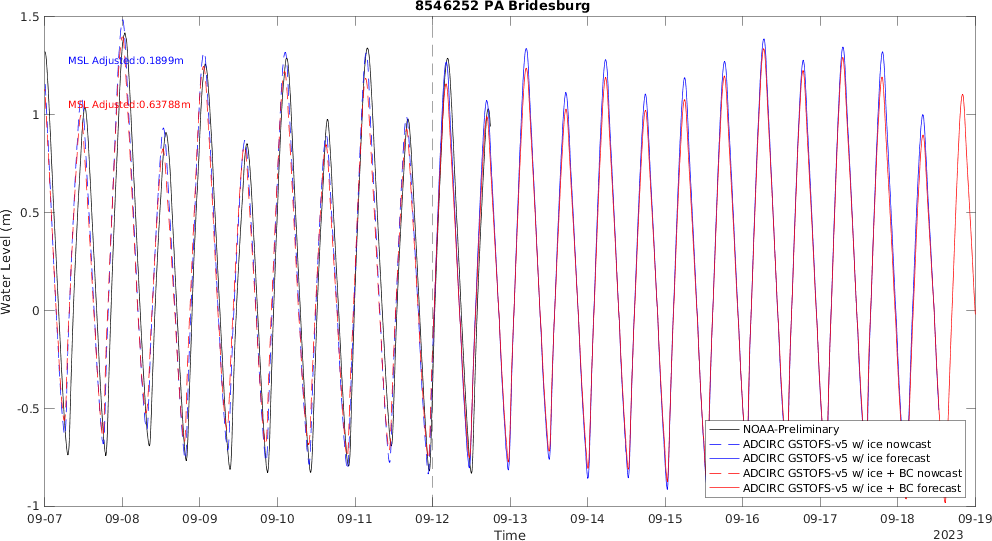 8546252 PA Bridesburg
1.5
1
0.5
0
-0.5
-1
Water Level (m)
MSL Adjusted:0.1899m
MSL Adjusted:0.63788m
NOAA-Preliminary
ADCIRC GSTOFS-v5 w/ ice nowcast
ADCIRC GSTOFS-v5 w/ ice forecast
ADCIRC GSTOFS-v5 w/ ice + BC nowcast
ADCIRC GSTOFS-v5 w/ ice + BC forecast
09-07 09-08 09-09 09-10 09-11 09-12 09-13 09-14 09-15 09-16 09-17 09-18 09-19
Time
2023